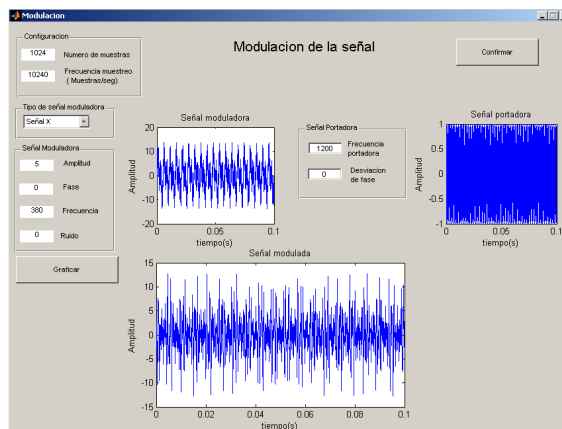 Modulacion
Configuracion
1024 Numero de muestras
10240 Frecuencia muestreo
( Muestras/seg)
Modulacion de la señal
Confirmar
Tipo de señal moduladora
Señal X
Señal Moduladora
5 Amplitud
0 Fase
380 Frecuencia
0 Ruido
Graficar
Señal moduladora
20
10
0
-10
-20
Amplitud
0 0.05 0.1
tiempo(s)
Señal Portadora
1200 Frecuencia
portadora
0 Desviacion
de fase
Señal portadora
1
0.5
0
-0.5
-1
Amplitud
0 0.05 0.1
tiempo(s)
Señal modulada
15
10
5
0
-5
-10
-15
Amplitud
0 0.02 0.04 0.06 0.08 0.1
tiempo(s)